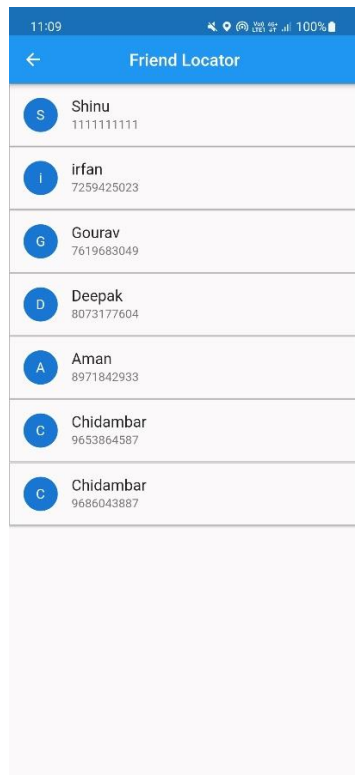 11:09
100%
Friend Locator
S
Shinu
1111111111
i
irfan
7259425023
G
Gourav
7619683049
D
Deepak
8073177604
A
Aman
8971842933
C
Chidambar
9653864587
C
Chidambar
9686043887